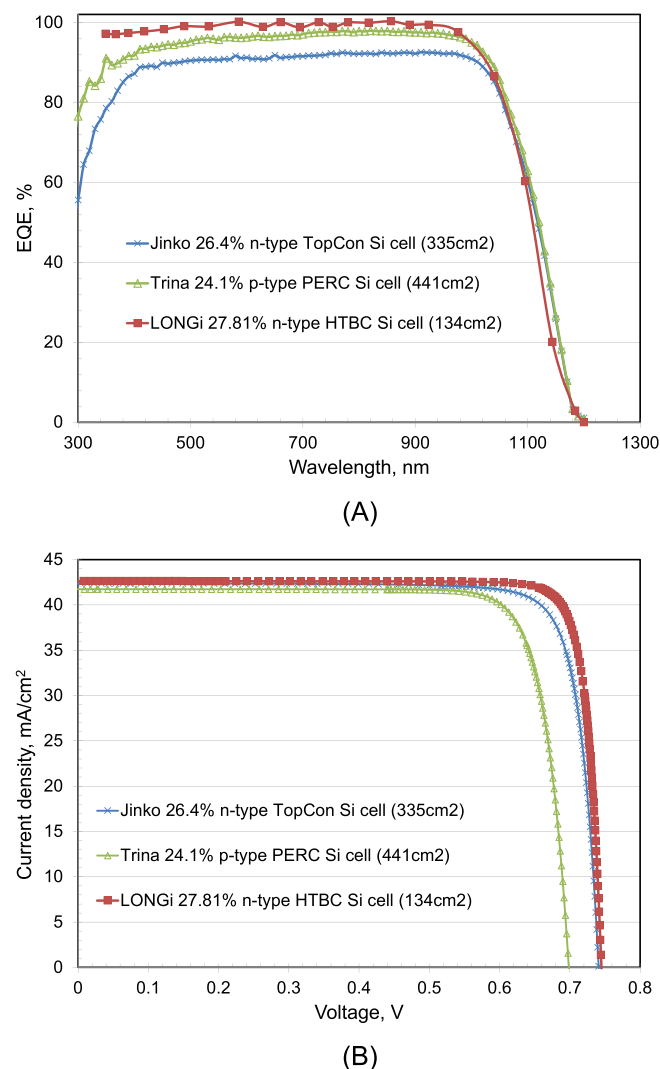 100
80
60
40
20
0
EQE, %
Jinko 26.4% n-type TopCon Si cell (335cm2)
Trina 24.1% p-type PERC Si cell (441cm2)
LONGi 27.81% n-type HTBC Si cell (134cm2)
300 500 700 900 1100 1300
Wavelength, nm
(A)
45
40
35
30
25
20
15
10
5
0
Current density, mA/cm²
Jinko 26.4% n-type TopCon Si cell (335cm2)
Trina 24.1% p-type PERC Si cell (441cm2)
LONGi 27.81% n-type HTBC Si cell (134cm2)
0 0.1 0.2 0.3 0.4 0.5 0.6 0.7 0.8
Voltage, V
(B)